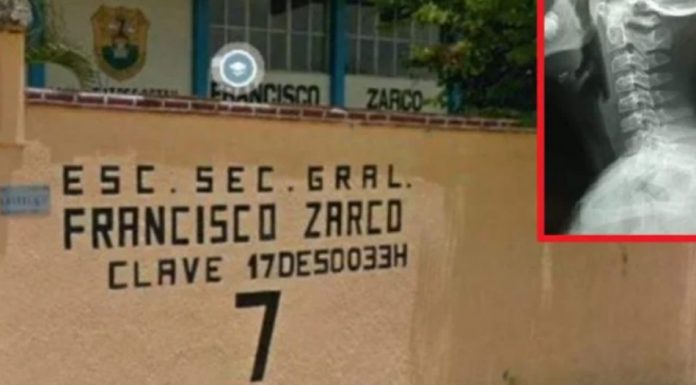 FRANCISCO ZARCO
ESC. SEC. GRAL.
FRANCISCO ZARCO
CLAVE 17DES0033H
7